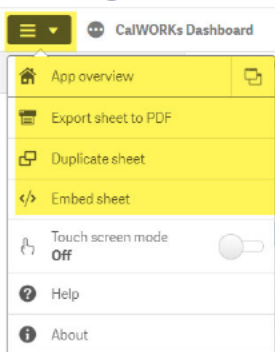 CalWORKs Dashboard
App overview
Export sheet to PDF
Duplicate sheet
Embed sheet
Touch screen mode
Off
Help
About